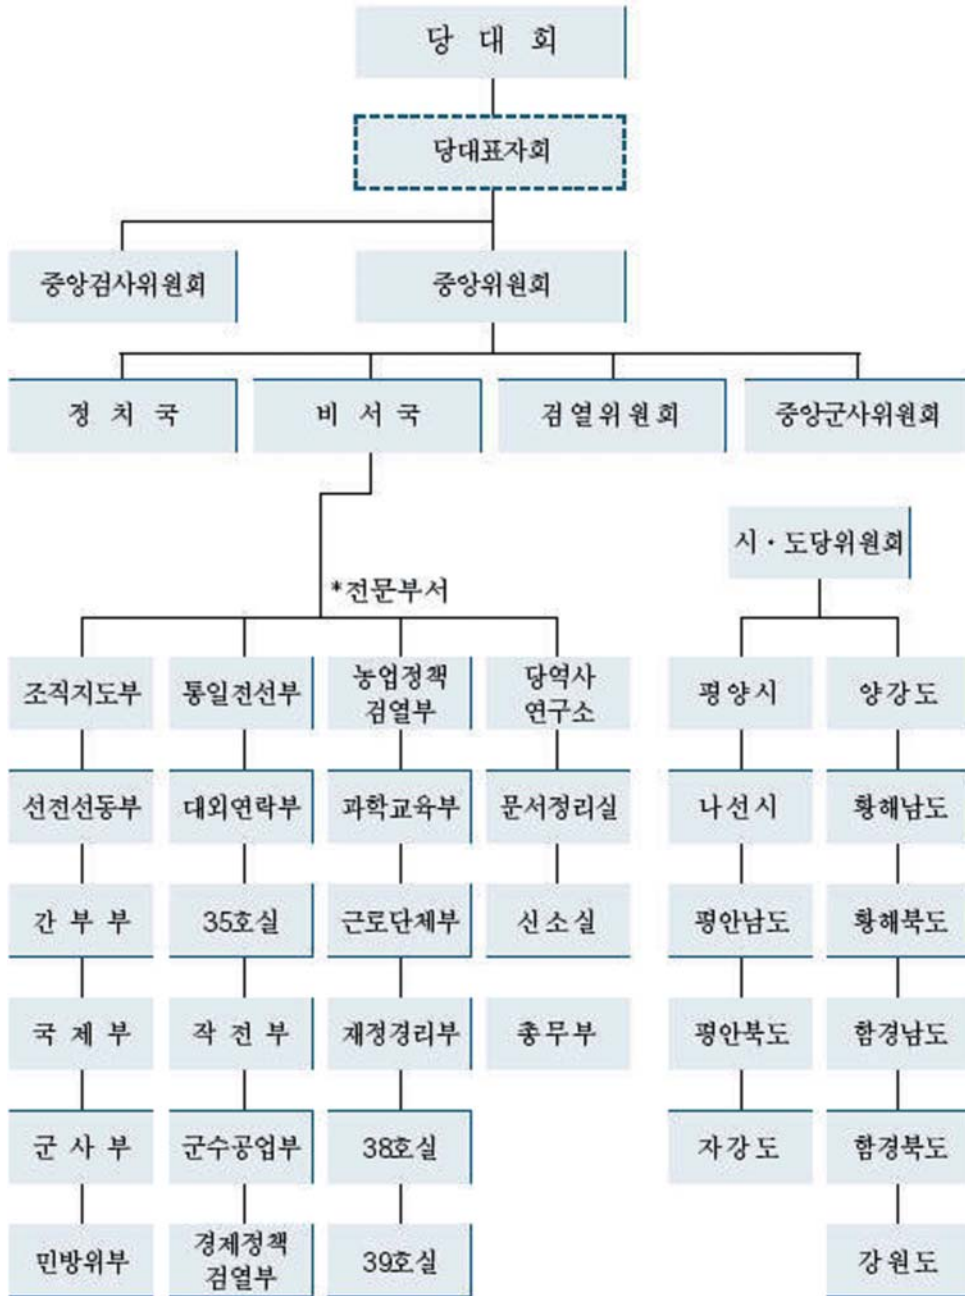 당 대 회
당대표자회
중앙검사위원회
중앙위원회
정 치 국
비 서 국
검열위원회
중앙군사위원회
시·도당위원회
*전문부서
조직지도부
통일전선부
농업정책
검열부
당역사
연구소
평양시
양강도
선전선동부
대외연락부
과학교육부
문서정리실
나선시
황해남도
간 부 부
35호실
근로단체부
신소실
평안남도
황해북도
국 제 부
작 전 부
재정경리부
총무부
평안북도
함경남도
군 사 부
군수공업부
38호실
자강도
함경북도
민방위부
경제정책
검열부
39호실
강원도